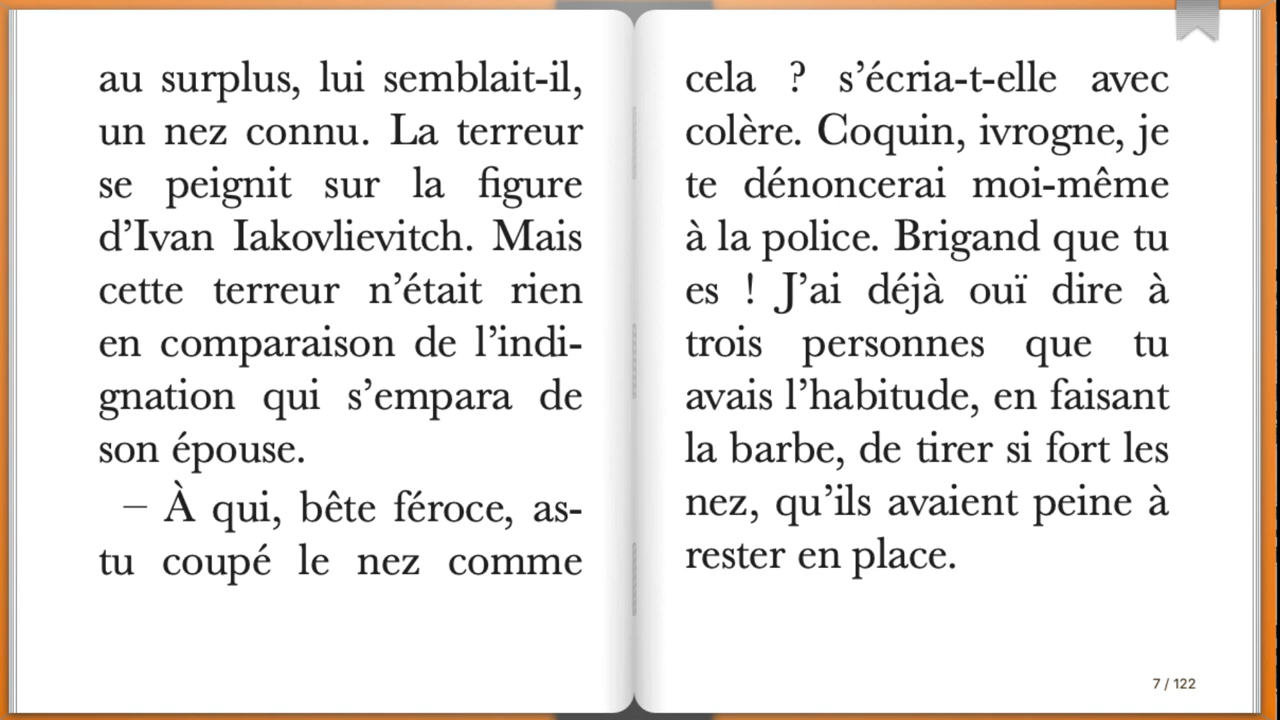 au surplus, lui semblait-il,
un nez connu. La terreur
se peignit sur la figure
d’Ivan Iakovlievitch. Mais
cette terreur n’était rien
en comparaison de l’indi-
gnation qui s’empara de
son épouse.
– À qui, bête féroce, as-
tu coupé le nez comme
cela ? s’écria-t-elle avec
colère. Coquin, ivrogne, je
te dénoncerai moi-même
à la police. Brigand que tu
es ! J’ai déjà ouï dire à
trois personnes que tu
avais l’habitude, en faisant
la barbe, de tirer si fort les
nez, qu’ils avaient peine à
rester en place.
7 / 122